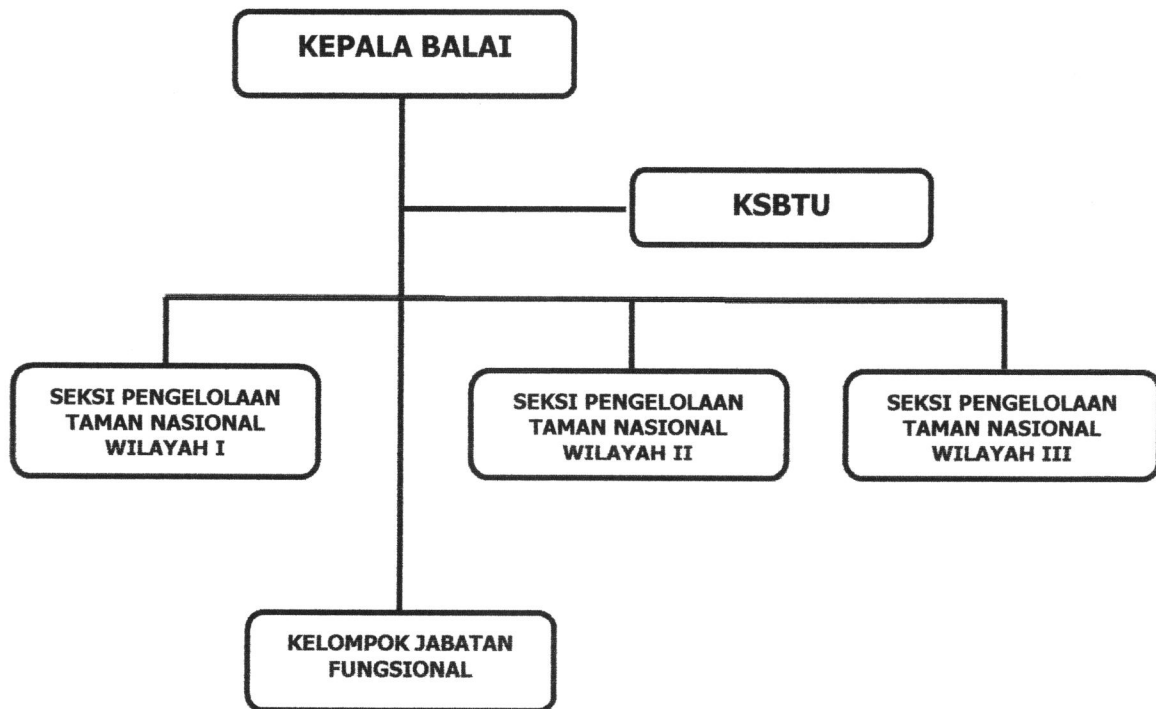 KEPALA BALAI
KSBTU
SEKSI PENGELOLAAN
TAMAN NASIONAL
WILAYAH I
SEKSI PENGELOLAAN
TAMAN NASIONAL
WILAYAH II
SEKSI PENGELOLAAN
TAMAN NASIONAL
WILAYAH III
KELOMPOK JABATAN
FUNGSIONAL